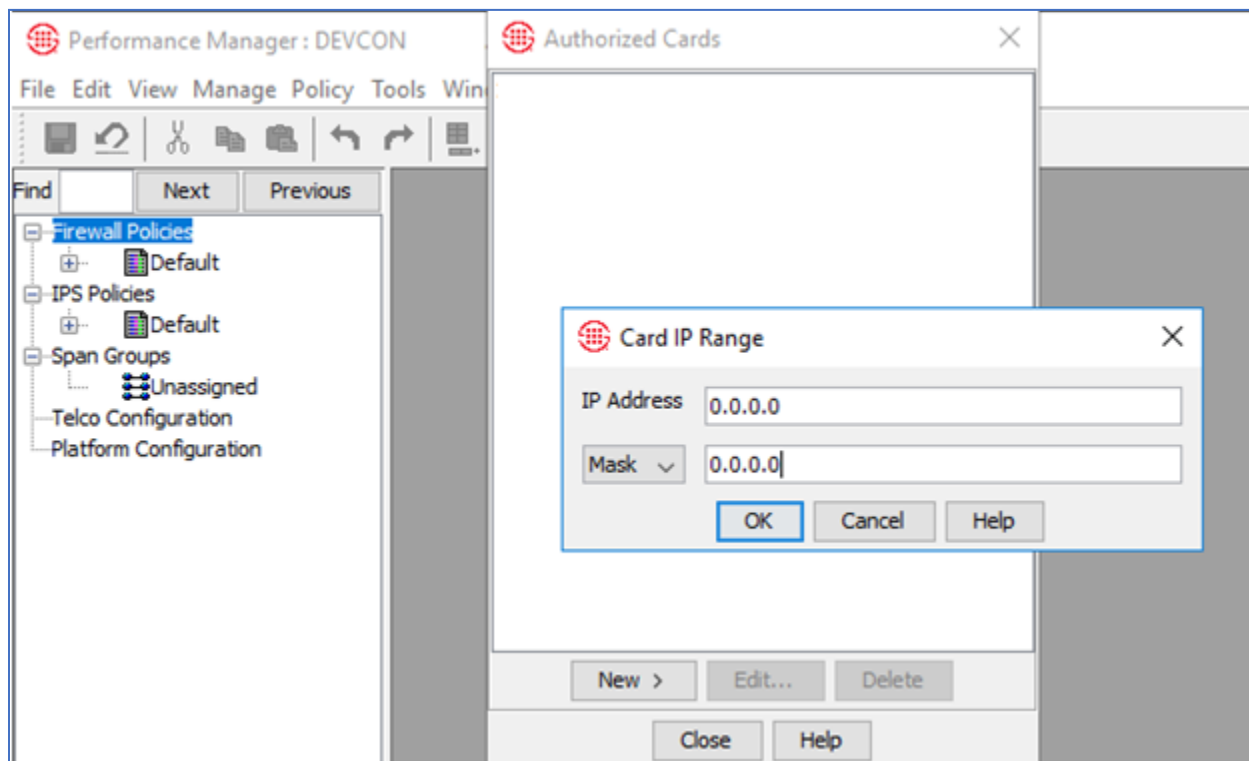 Performance Manager : DEVCON
File Edit View Manage Policy Tools
Find Next Previous
Firewall Policies
Default
IPS Policies
Default
Span Groups
Unassigned
Telco Configuration
Platform Configuration
Authorized Cards
Card IP Range
IP Address 0.0.0.0
Mask 0.0.0.0
OK Cancel Help
New > Edit... Delete
Close Help